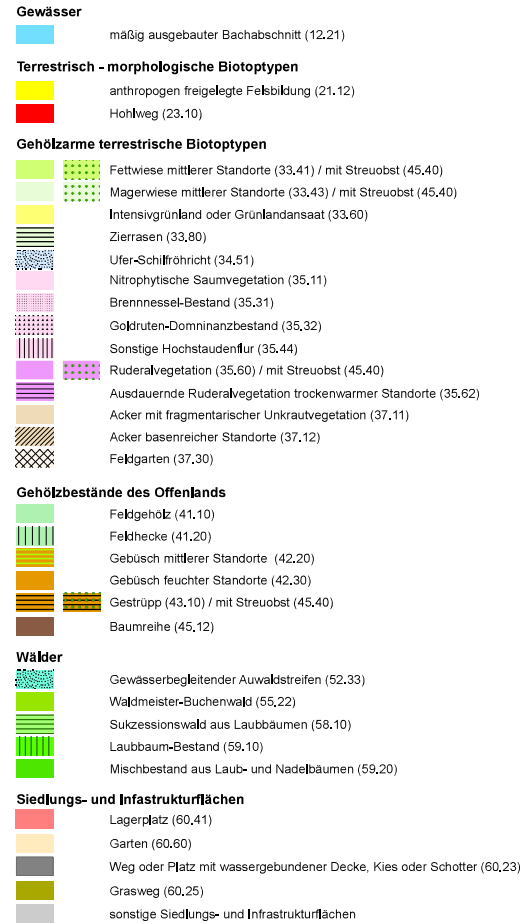 Gewässer
mäßig ausgebauter Bachabschnitt (12.21)
Terrestrisch - morphologische Biotoptypen
anthropogen freigelegte Felsbildung (21.12)
Hohlweg (23.10)
Gehölzarme terrestrische Biotoptypen
Fettwiese mittlerer Standorte (33.41) / mit Streuobst (45.40)
Magerwiese mittlerer Standorte (33.43) / mit Streuobst (45.40)
Intensivgrünland oder Grünlandansaat (33.60)
Zierrasen (33.80)
Ufer-Schilfröhricht (34.51)
Nitrophytische Saumvegetation (35.11)
Brennnessel-Bestand (35.31)
Goldruten-Domninanzbestand (35.32)
Sonstige Hochstaudenflur (35.44)
Ruderalvegetation (35.60) / mit Streuobst (45.40)
Ausdauernde Ruderalvegetation trockenwarmer Standorte (35.62)
Acker mit fragmentarischer Unkrautvegetation (37.11)
Acker basenreicher Standorte (37.12)
Feldgarten (37.30)
Gehölzbestände des Offenlands
Feldgehölz (41.10)
Feldhecke (41.20)
Gebüsch mittlerer Standorte (42.20)
Gebüsch feuchter Standorte (42.30)
Gestrüpp (43.10) / mit Streuobst (45.40)
Baumreihe (45.12)
Wälder
Gewässerbegleitender Auwaldstreifen (52.33)
Waldmeister-Buchenwald (55.22)
Sukzessionswald aus Laubbäumen (58.10)
Laubbaum-Bestand (59.10)
Mischbestand aus Laub- und Nadelbäumen (59.20)
Siedlungs- und Infastrukturflächen
Lagerplatz (60.41)
Garten (60.60)
Weg oder Platz mit wassergebundener Decke, Kies oder Schotter (60.23)
Grasweg (60.25)
sonstige Siedlungs- und Infrastrukturflächen